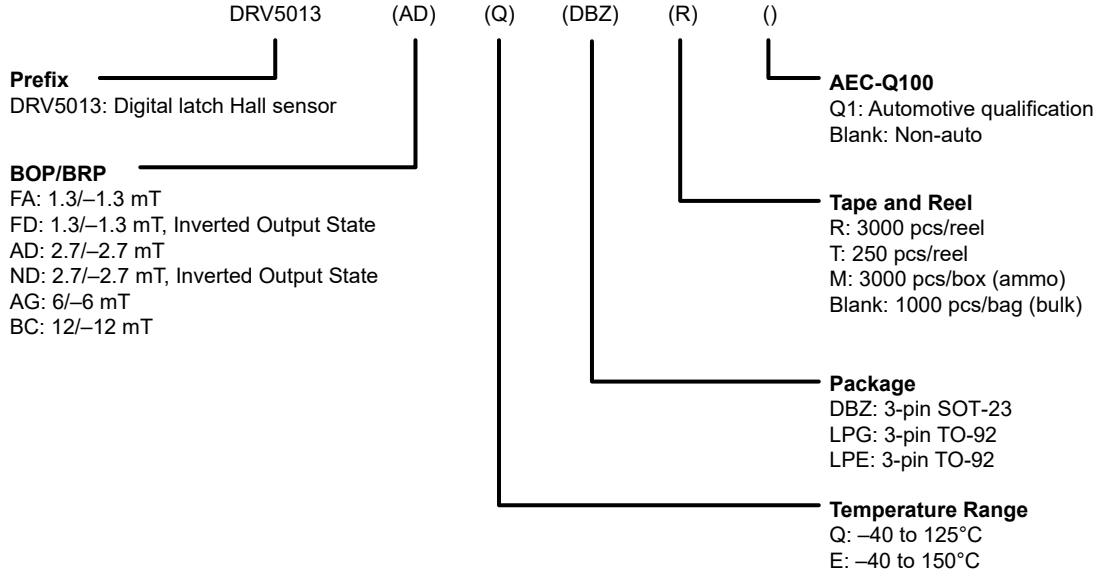 DRV5013 (AD) (Q) (DBZ) (R) ()
Prefix
DRV5013: Digital latch Hall sensor
BOP/BRP
FA: 1.3/–1.3 mT
FD: 1.3/–1.3 mT, Inverted Output State
AD: 2.7/–2.7 mT
ND: 2.7/–2.7 mT, Inverted Output State
AG: 6/–6 mT
BC: 12/–12 mT
AEC-Q100
Q1: Automotive qualification
Blank: Non-auto
Tape and Reel
R: 3000 pcs/reel
T: 250 pcs/reel
M: 3000 pcs/box (ammo)
Blank: 1000 pcs/bag (bulk)
Package
DBZ: 3-pin SOT-23
LPG: 3-pin TO-92
LPE: 3-pin TO-92
Temperature Range
Q: –40 to 125°C
E: –40 to 150°C